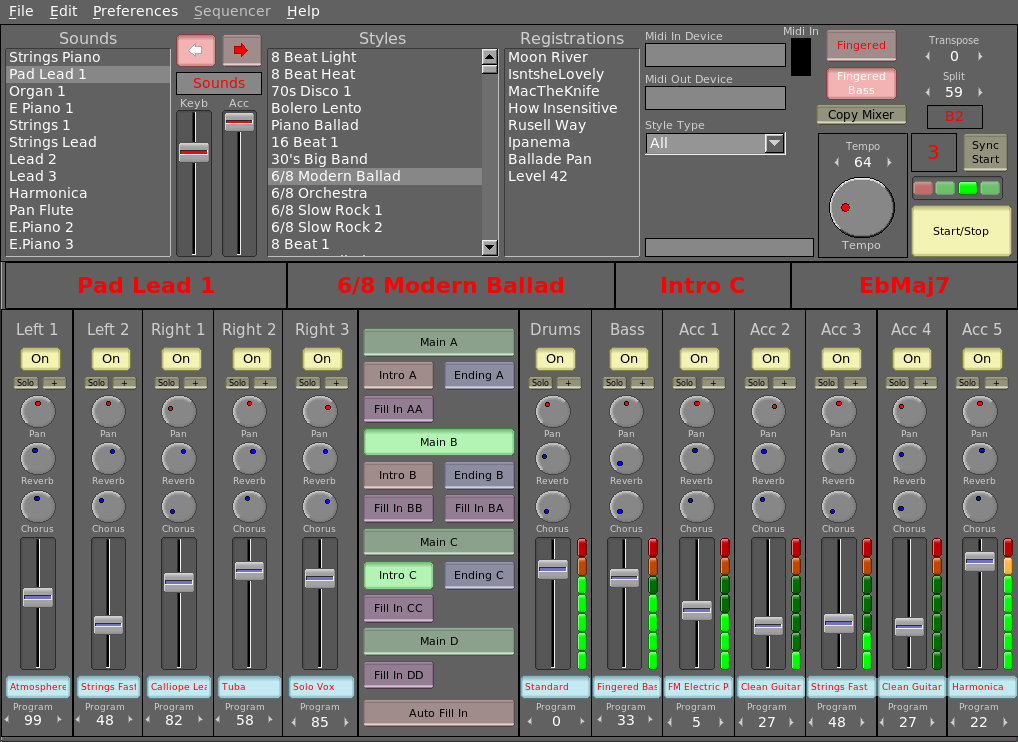 File Edit Preferences Sequencer Help
Sounds
Strings Piano
Pad Lead 1
Organ 1
E Piano 1
Strings 1
Strings Lead
Lead 2
Lead 3
Harmonica
Pan Flute
E.Piano 2
E.Piano 3
Sounds
Keyb Acc
Styles
8 Beat Light
8 Beat Heat
70s Disco 1
Bolero Lento
Piano Ballad
16 Beat 1
30's Big Band
6/8 Modern Ballad
6/8 Orchestra
6/8 Slow Rock 1
6/8 Slow Rock 2
8 Beat 1
Registrations
Moon River
IsntsheLovely
MacTheKnife
How Insensitive
Rusell Way
Ipanema
Ballade Pan
Level 42
Midi In Device
Midi In
Midi Out Device
Style Type
All
Fingered
Fingered
Bass
Copy Mixer
Transpose
0
Split
59
B2
Tempo
64
Tempo
3
Sync
Start
Start/Stop
Pad Lead 1 6/8 Modern Ballad Intro C EbMaj7
Left 1 Left 2 Right 1 Right 2 Right 3
On On On On On
Solo + Solo + Solo + Solo + Solo +
Pan Pan Pan Pan Pan
Reverb Reverb Reverb Reverb Reverb
Chorus Chorus Chorus Chorus Chorus
Atmosphere Strings Fast Calliope Lea Tuba Solo Vox
Program Program Program Program Program
99 48 82 58 85
Main A
Intro A Ending A
Fill In AA
Main B
Intro B Ending B
Fill In BB Fill In BA
Main C
Intro C Ending C
Fill In CC
Main D
Fill In DD
Auto Fill In
Drums Bass Acc 1 Acc 2 Acc 3 Acc 4 Acc 5
On On On On On On On
Solo + Solo + Solo + Solo + Solo + Solo + Solo +
Pan Pan Pan Pan Pan Pan Pan
Reverb Reverb Reverb Reverb Reverb Reverb Reverb
Chorus Chorus Chorus Chorus Chorus Chorus Chorus
Standard Fingered Bas FM Electric P Clean Guitar Strings Fast Clean Guitar Harmonica
Program Program Program Program Program Program Program
0 33 5 27 48 27 22